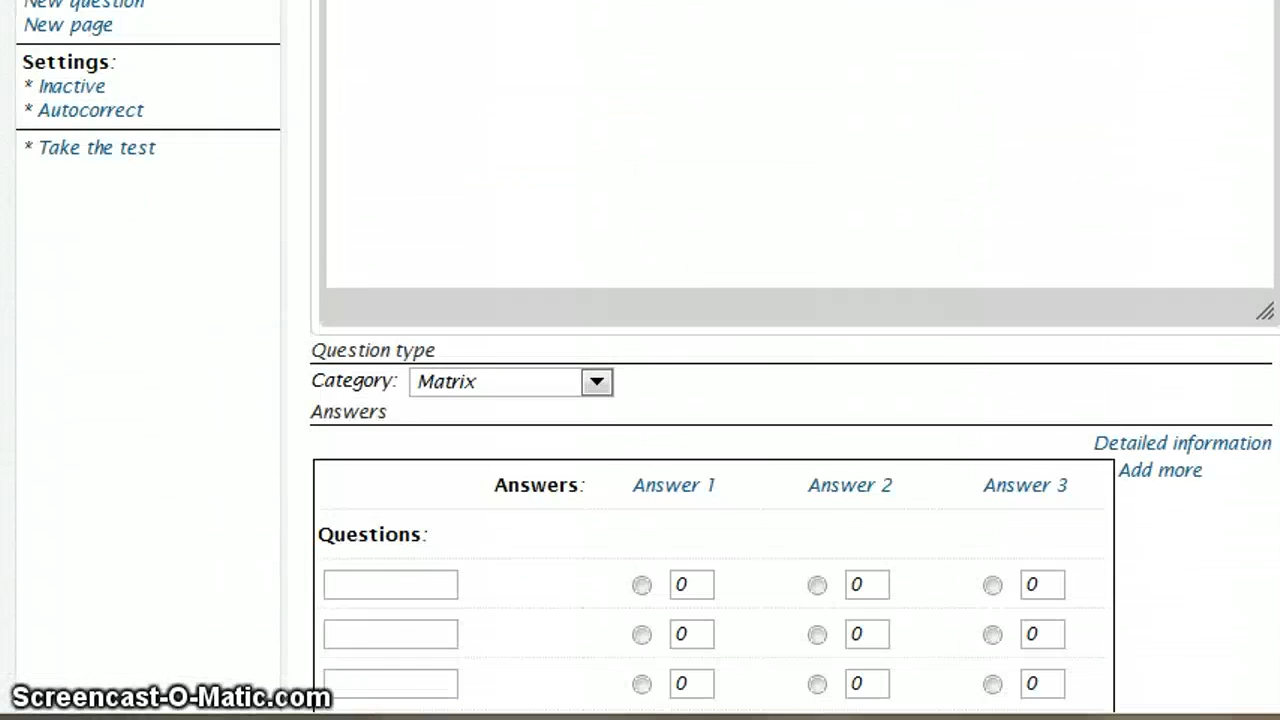 New question
New page
Settings:
* Inactive
* Autocorrect
* Take the test
Question type
Category: Matrix
Answers
Detailed information
Add more
Answers: Answer 1 Answer 2 Answer 3
Questions:
0 0 0
0 0 0
0 0 0
Screencast-O-Matic.com